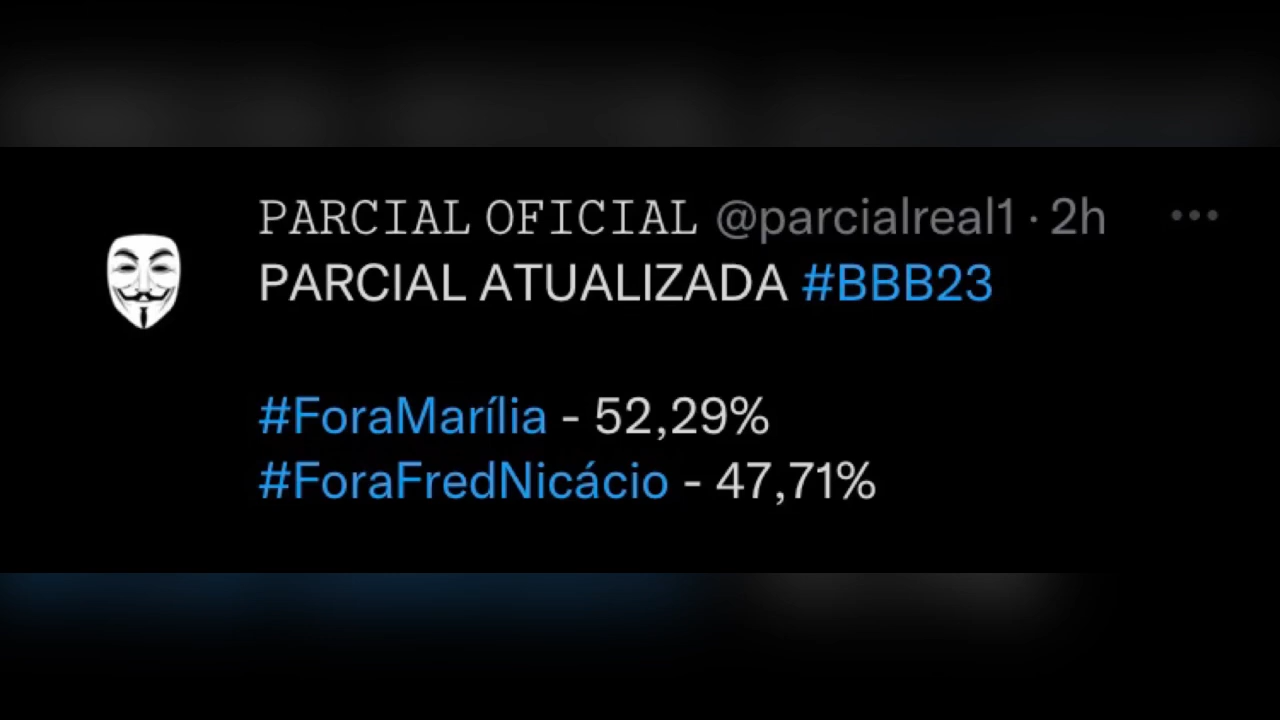 PARCIAL OFICIAL @parcialreal1 · 2h
PARCIAL ATUALIZADA #BBB23
#ForaMarília - 52,29%
#ForaFredNicácio - 47,71%